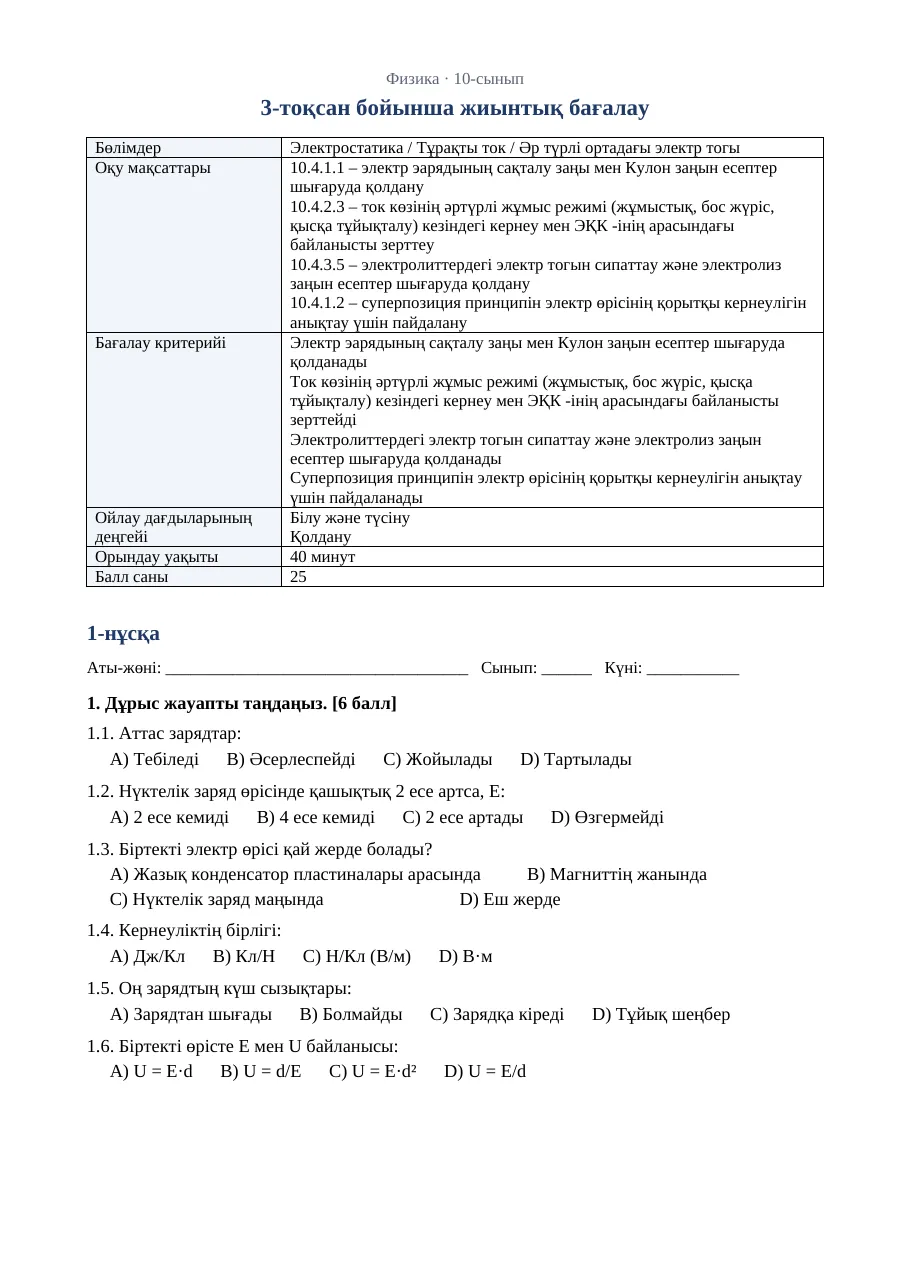 Физика · 10-сынып
3-тоқсан бойынша жиынтық бағалау
Бөлімдер
Электростатика / Тұрақты ток / Әр түрлі ортадағы электр тогы
Оқу мақсаттары
10.4.1.1 – электр эарядының сақталу заңы мен Кулон заңын есептер
шығаруда қолдану
10.4.2.3 – ток көзінің әртүрлі жұмыс режимі (жұмыстық, бос жүріс,
қысқа тұйықталу) кезіндегі кернеу мен ЭҚК -інің арасындағы
байланысты зерттеу
10.4.3.5 – электролиттердегі электр тогын сипаттау және электролиз
заңын есептер шығаруда қолдану
10.4.1.2 – суперпозиция принципін электр өрісінің қорытқы кернеулігін
анықтау үшін пайдалану
Бағалау критерийі
Электр эарядының сақталу заңы мен Кулон заңын есептер шығаруда
қолданады
Ток көзінің әртүрлі жұмыс режимі (жұмыстық, бос жүріс, қысқа
тұйықталу) кезіндегі кернеу мен ЭҚК -інің арасындағы байланысты
зерттейді
Электролиттердегі электр тогын сипаттау және электролиз заңын
есептер шығаруда қолданады
Суперпозиция принципін электр өрісінің қорытқы кернеулігін анықтау
үшін пайдаланады
Ойлау дағдыларының
деңгейі
Білу және түсіну
Қолдану
Орындау уақыты
40 минут
Балл саны
25
1-нұсқа
Аты-жөні: ____________________________________ Сынып: ______ Күні: ___________
1. Дұрыс жауапты таңдаңыз. [6 балл]
1.1. Аттас зарядтар:
A) Тебіледі B) Әсерлеспейді C) Жойылады D) Тартылады
1.2. Нүктелік заряд өрісінде қашықтық 2 есе артса, E:
A) 2 есе кемиді B) 4 есе кемиді C) 2 есе артады D) Өзгермейді
1.3. Біртекті электр өрісі қай жерде болады?
A) Жазық конденсатор пластиналары арасында B) Магниттің жанында
C) Нүктелік заряд маңында D) Еш жерде
1.4. Кернеуліктің бірлігі:
A) Дж/Кл B) Кл/Н C) Н/Кл (В/м) D) В·м
1.5. Оң зарядтың күш сызықтары:
A) Зарядтан шығады B) Болмайды C) Зарядқа кіреді D) Тұйық шеңбер
1.6. Біртекті өрісте E мен U байланысы:
A) U = E·d B) U = d/E C) U = E·d² D) U = E/d